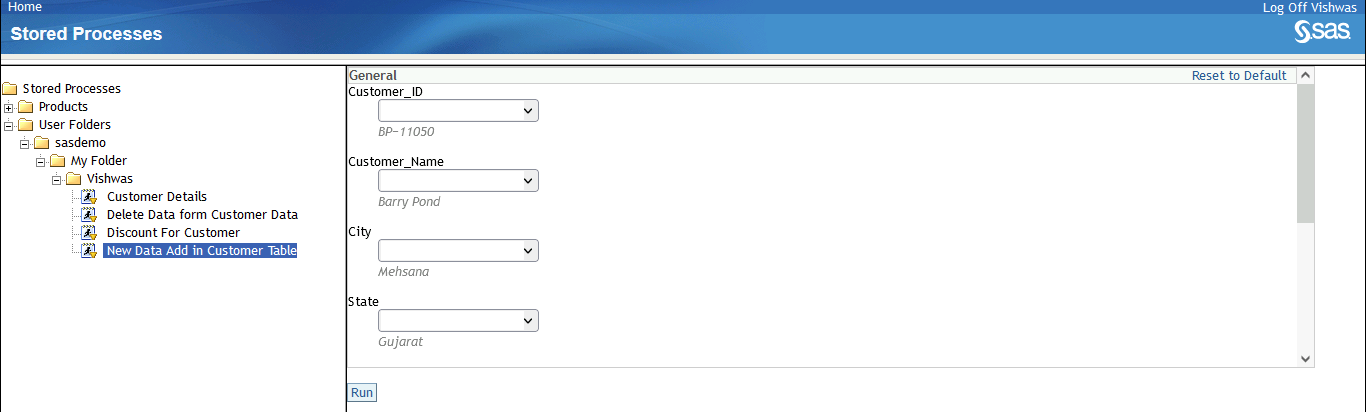 Home
Log Off Vishwas
Stored Processes
sas
Stored Processes
Products
User Folders
sasdemo
My Folder
Vishwas
Customer Details
Delete Data form Customer Data
Discount For Customer
New Data Add in Customer Table
General
Reset to Default
Customer_ID
BP-11050
Customer_Name
Barry Pond
City
Mehsana
State
Gujarat
Run